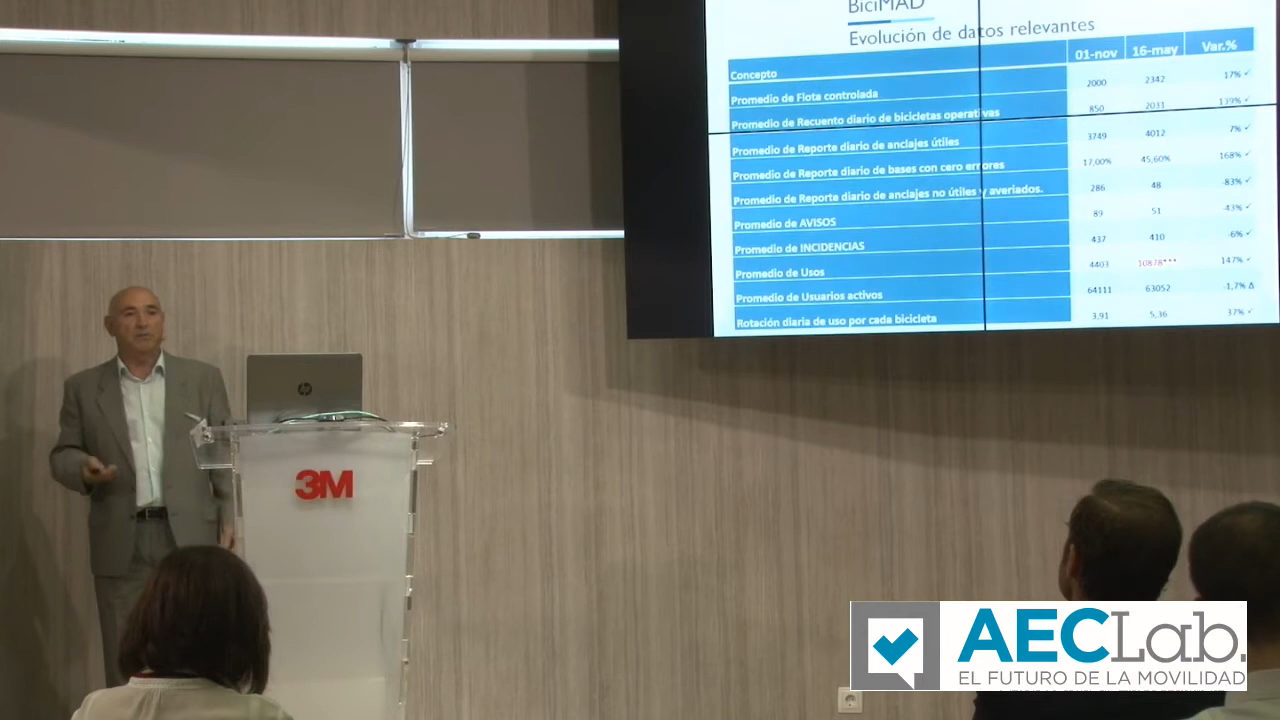 BiciMAD
Evolución de datos relevantes
Concepto 01-nov 16-may Var.%
Promedio de Flota controlada 2000 2342 17% ✓
Promedio de Recuento diario de bicicletas operativas 850 2031 139% ✓
Promedio de Reporte diario de anclajes útiles 3749 4012 7% ✓
Promedio de Reporte diario de bases con cero errores 17,00% 45,60% 168% ✓
Promedio de Reporte diario de anclajes no útiles y averiados. 286 48 -83% ✓
Promedio de AVISOS 89 51 -43% ✓
Promedio de INCIDENCIAS 437 410 -6% ✓
Promedio de Usos 4403 10878*** 147% ✓
Promedio de Usuarios activos 64111 63052 -1,7% Δ
Rotación diaria de uso por cada bicicleta 3,91 5,36 37% ✓
hp
3M
AECLab.
EL FUTURO DE LA MOVILIDAD